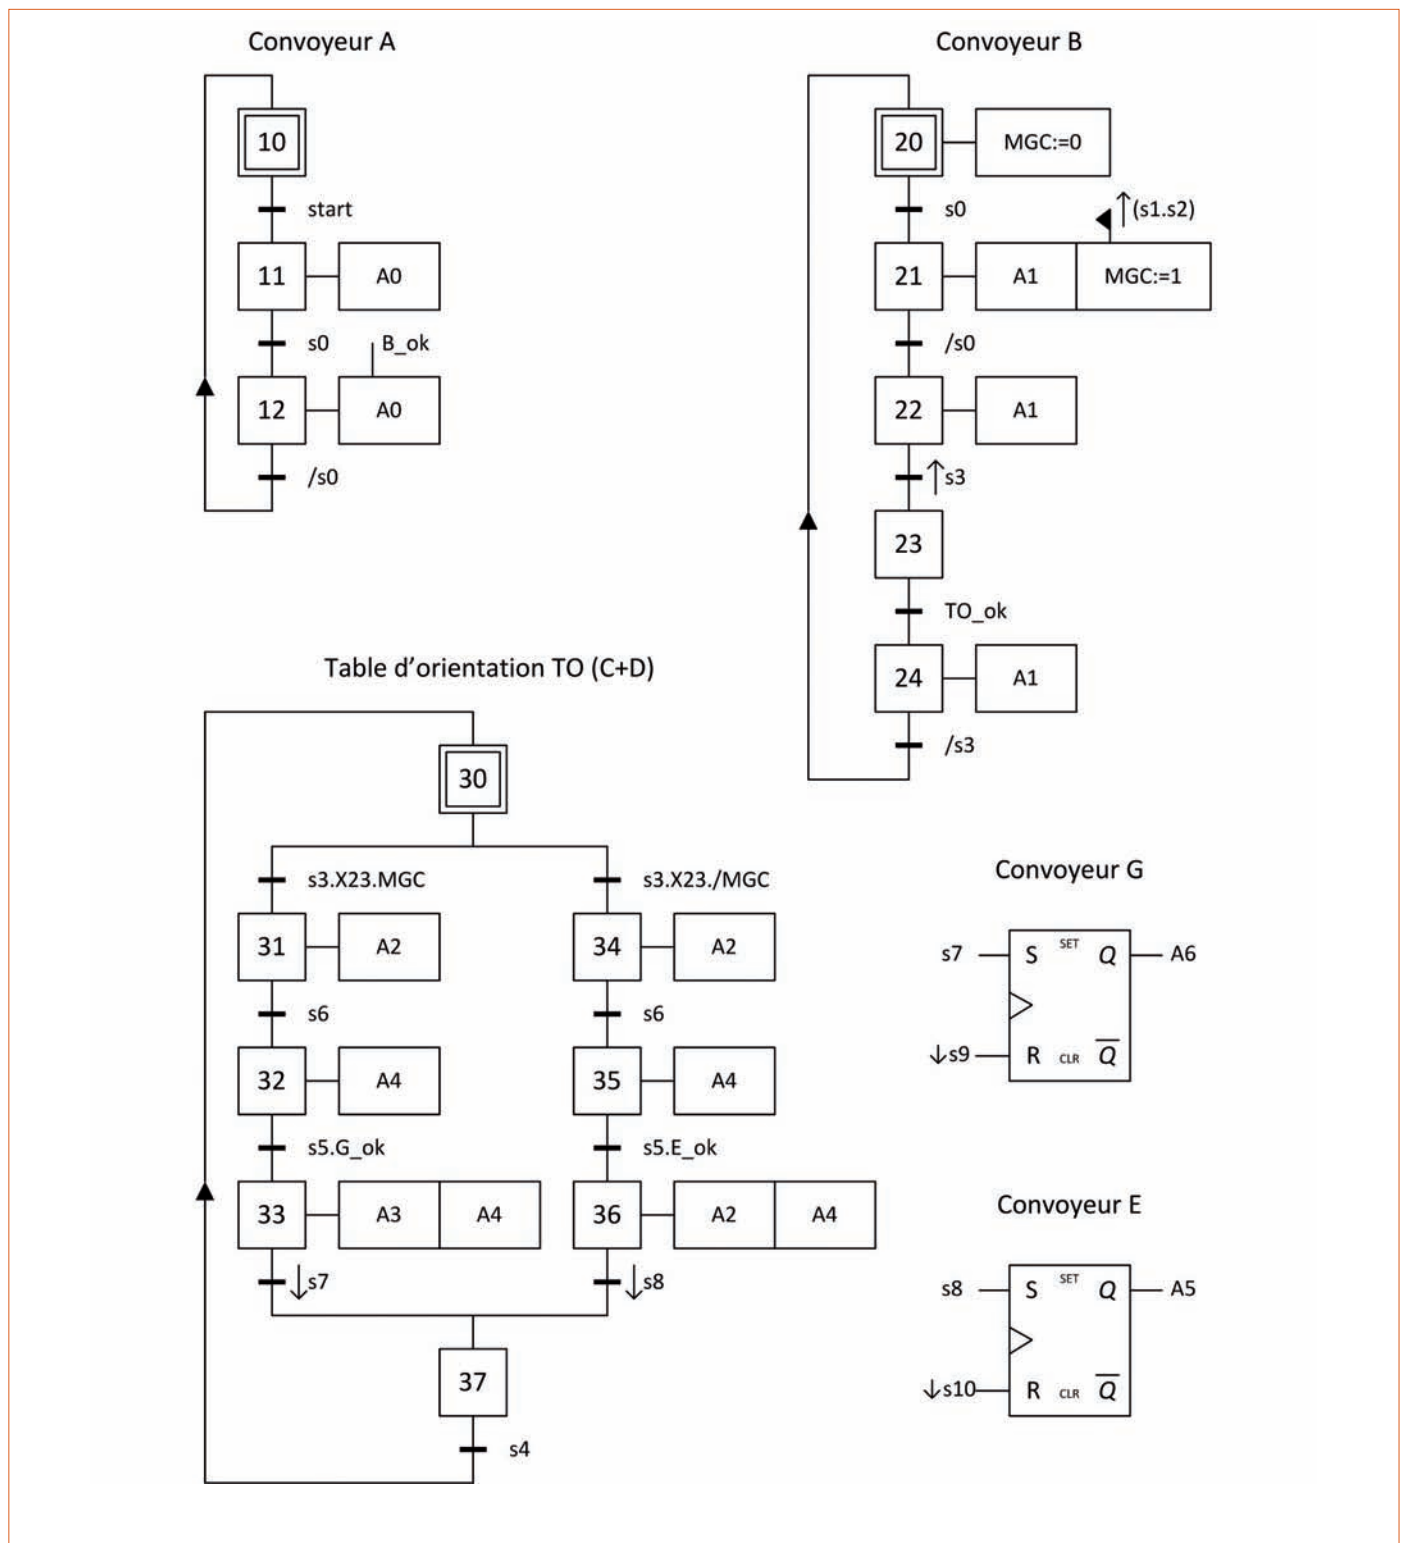 Convoyeur A
10
start
11 A0
s0 B_ok
12 A0
/s0
Convoyeur B
20 MGC:=0
s0 ↑(s1.s2)
21 A1 MGC:=1
/s0
22 A1
↑s3
23
TO_ok
24 A1
/s3
Table d’orientation TO (C+D)
30
s3.X23.MGC s3.X23./MGC
31 A2 34 A2
s6 s6
32 A4 35 A4
s5.G_ok s5.E_ok
33 A3 A4 36 A2 A4
↓s7 ↓s8
37
s4
Convoyeur G
s7 S SET Q A6
↓s9 R CLR Q̅
Convoyeur E
s8 S SET Q A5
↓s10 R CLR Q̅